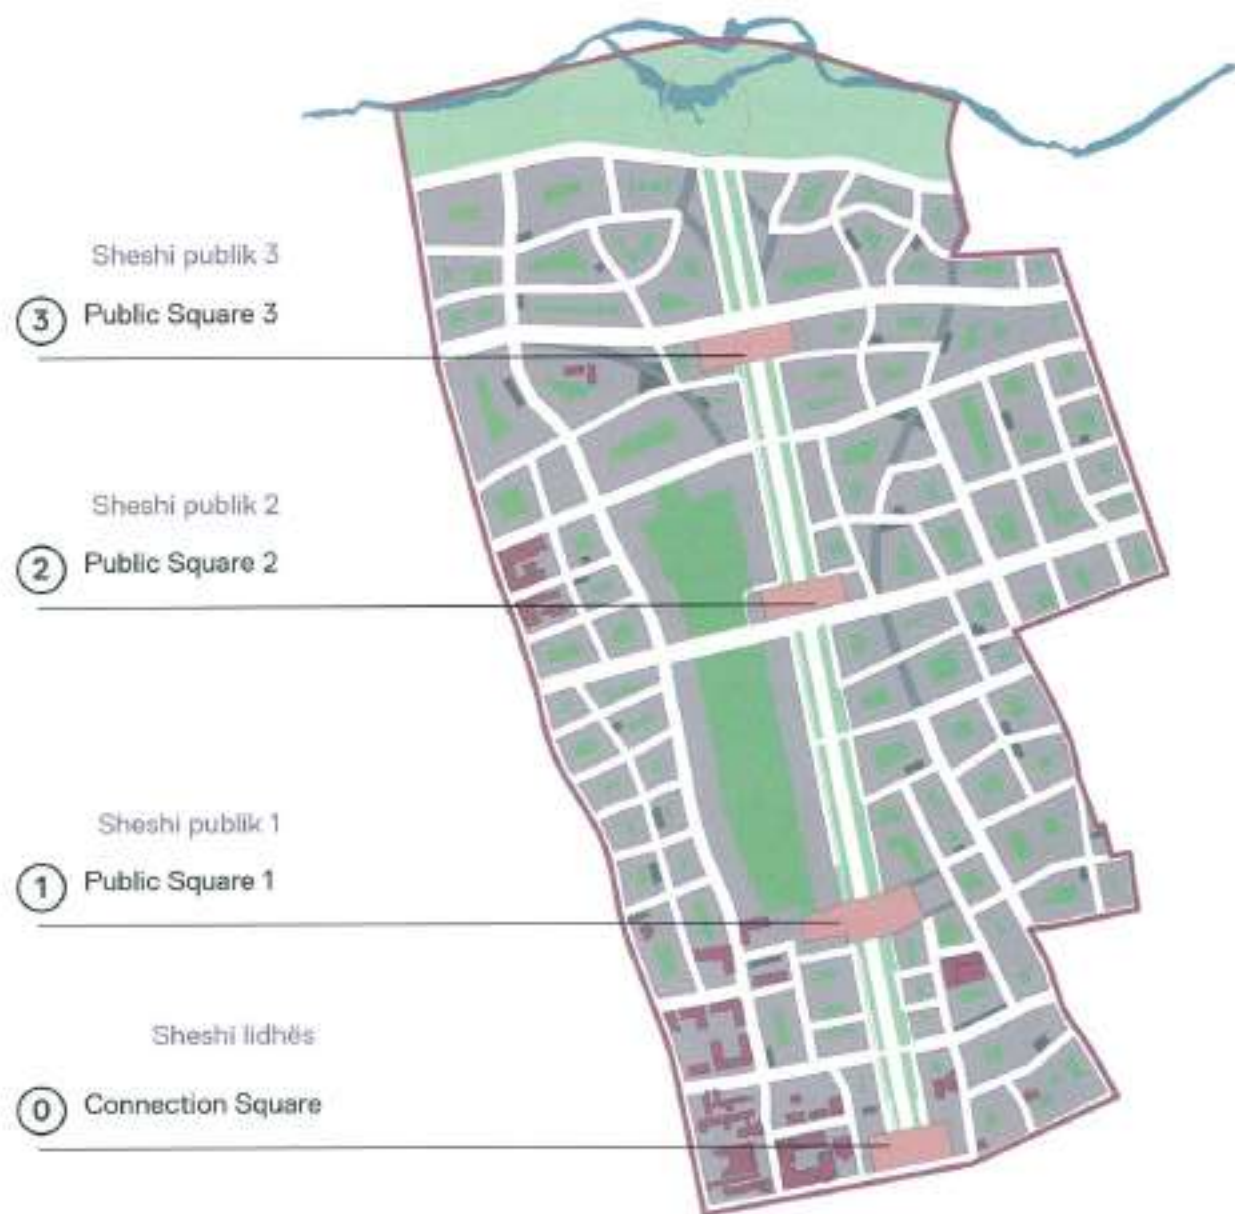 Sheshi publik 3
3 Public Square 3
Sheshi publik 2
2 Public Square 2
Sheshi publik 1
1 Public Square 1
Sheshi lidhës
0 Connection Square